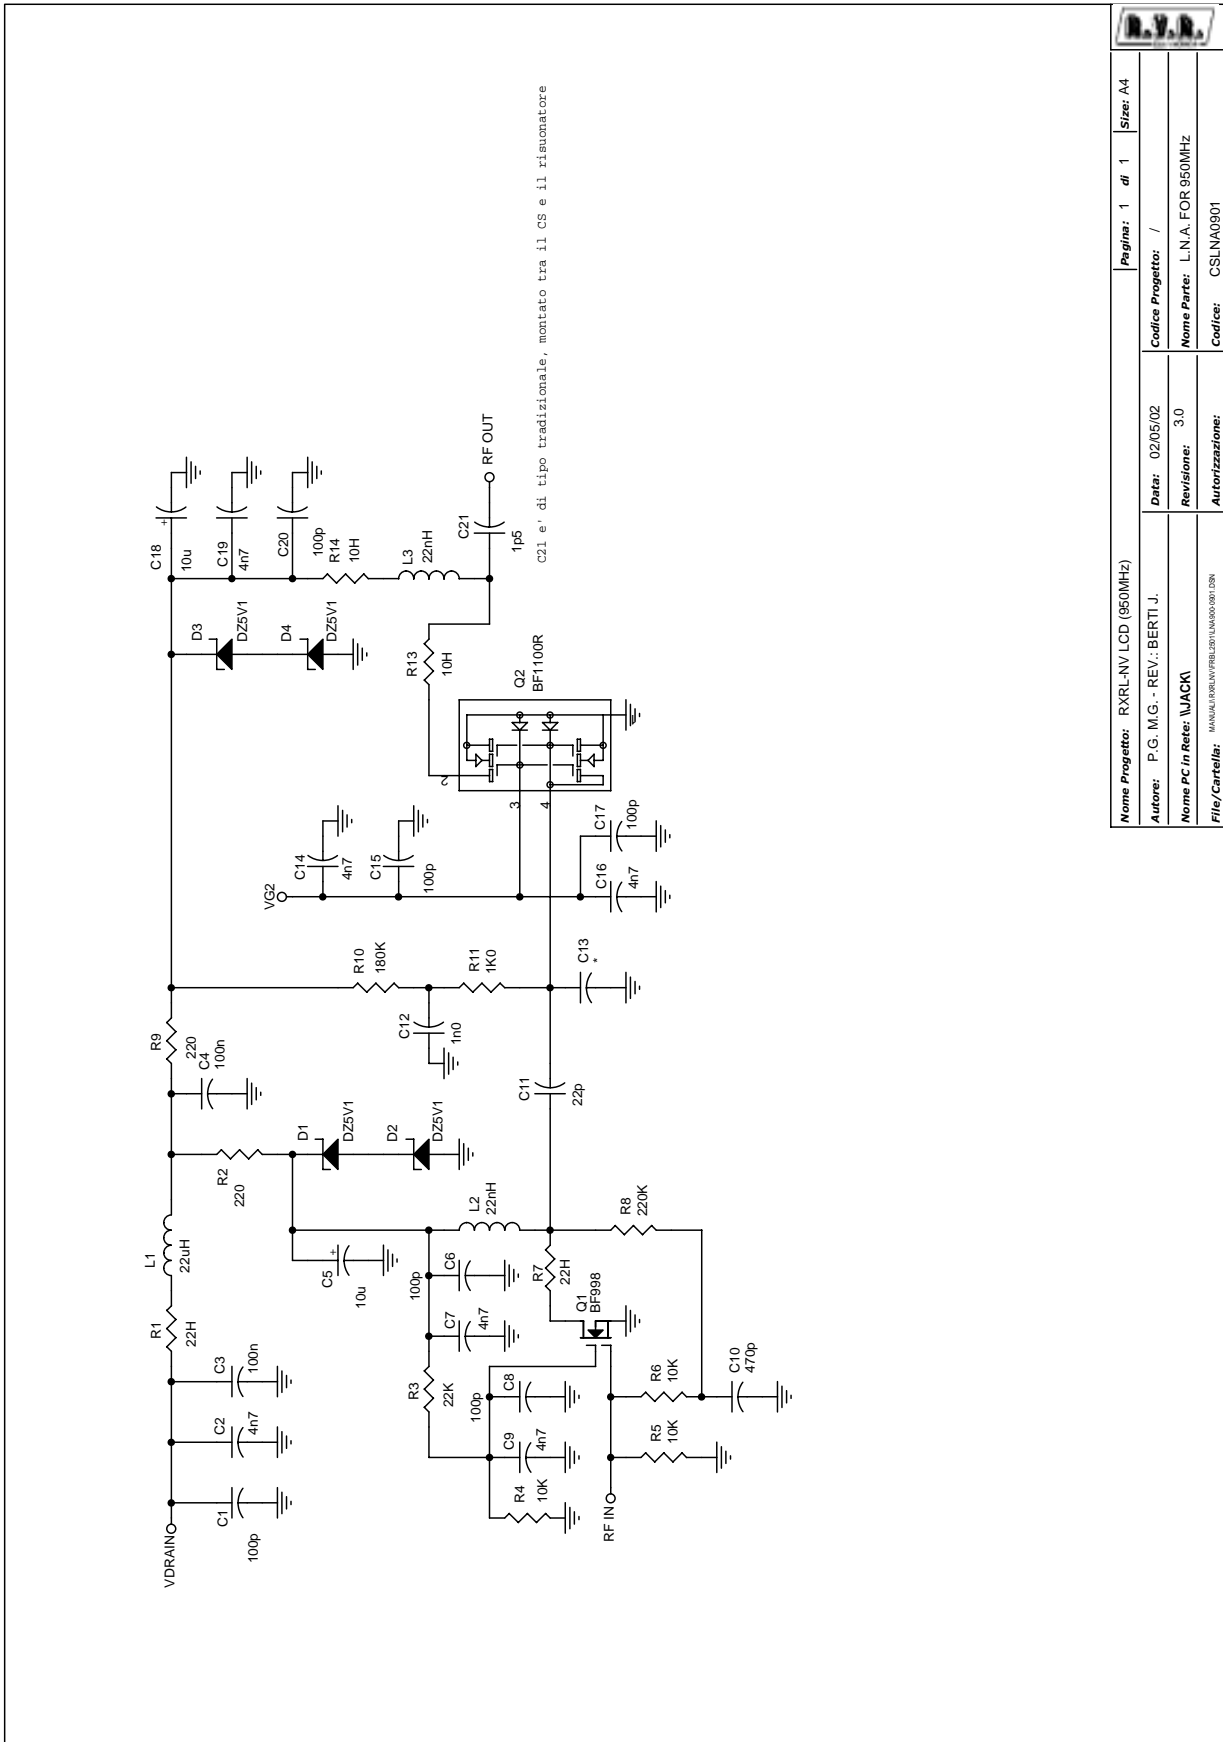 VDRAIN
C1
100p
C2
4n7
C3
100n
R1
22H
L1
22uH
R2
220
C4
100n
R9
220
D1
DZ5V1
D2
DZ5V1
C5
10u
C6
100p
C7
4n7
R3
22K
C8
100p
C9
4n7
R4
10K
RF IN
R5
10K
R6
10K
C10
470p
Q1
BF998
R7
22H
L2
22nH
R8
220K
C11
22p
C12
1n0
R10
180K
R11
1K0
C13
*
VG2
C14
4n7
C15
100p
C16
4n7
C17
100p
2
3
4
Q2
BF1100R
R13
10H
D3
DZ5V1
D4
DZ5V1
C18
10u
C19
4n7
C20
100p
R14
10H
L3
22nH
C21
1p5
RF OUT
+
+
C21 e' di tipo tradizionale, montato tra il CS e il risuonatore
R.V.R.
Nome Progetto: RXRL-NV LCD (950MHz)
Pagina: 1 di 1
Size: A4
Autore: P.G. M.G. - REV.: BERTI J.
Data: 02/05/02
Codice Progetto: /
Nome PC in Rete: \\JACK\
Revisione: 3.0
Nome Parte: L.N.A. FOR 950MHz
File/Cartella:
Autorizzazione:
Codice: CSLNA0901